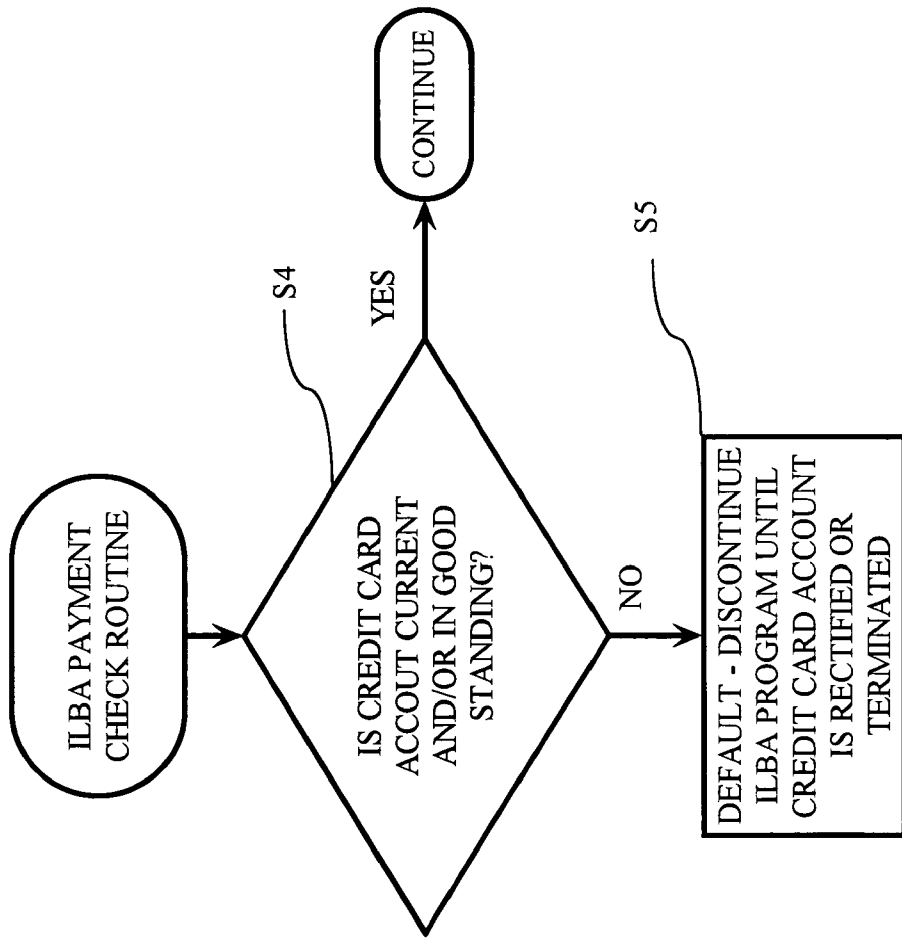 ILBA PAYMENT
CHECK ROUTINE
S4
IS CREDIT CARD
ACCOUT CURRENT
AND/OR IN GOOD
STANDING?
YES
CONTINUE
NO
S5
DEFAULT - DISCONTINUE
ILBA PROGRAM UNTIL
CREDIT CARD ACCOUNT
IS RECTIFIED OR
TERMINATED